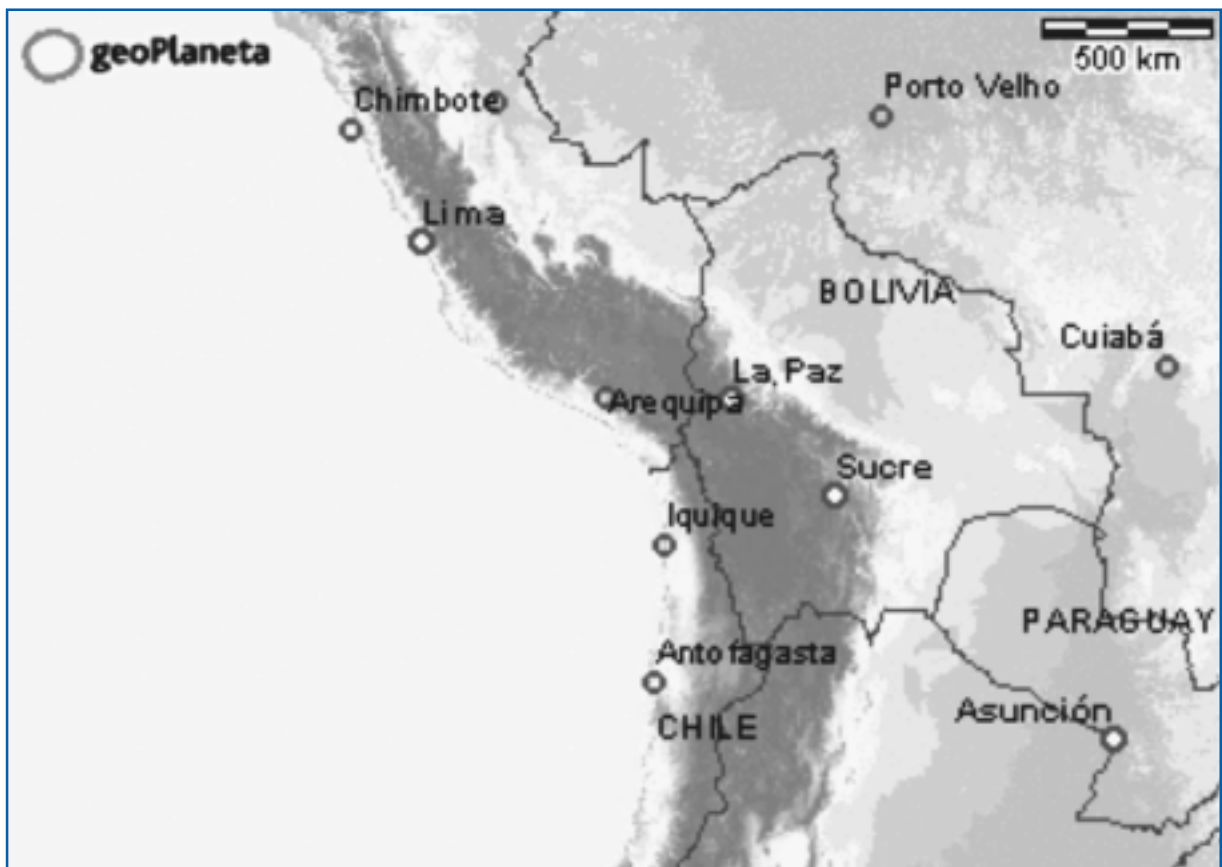 geoPlaneta
500 km
Chimbote
Porto Velho
Lima
BOLIVIA
Cuiabá
La Paz
Arequipa
Sucre
Iquique
PARAGUAY
Antofagasta
Asunción
CHILE